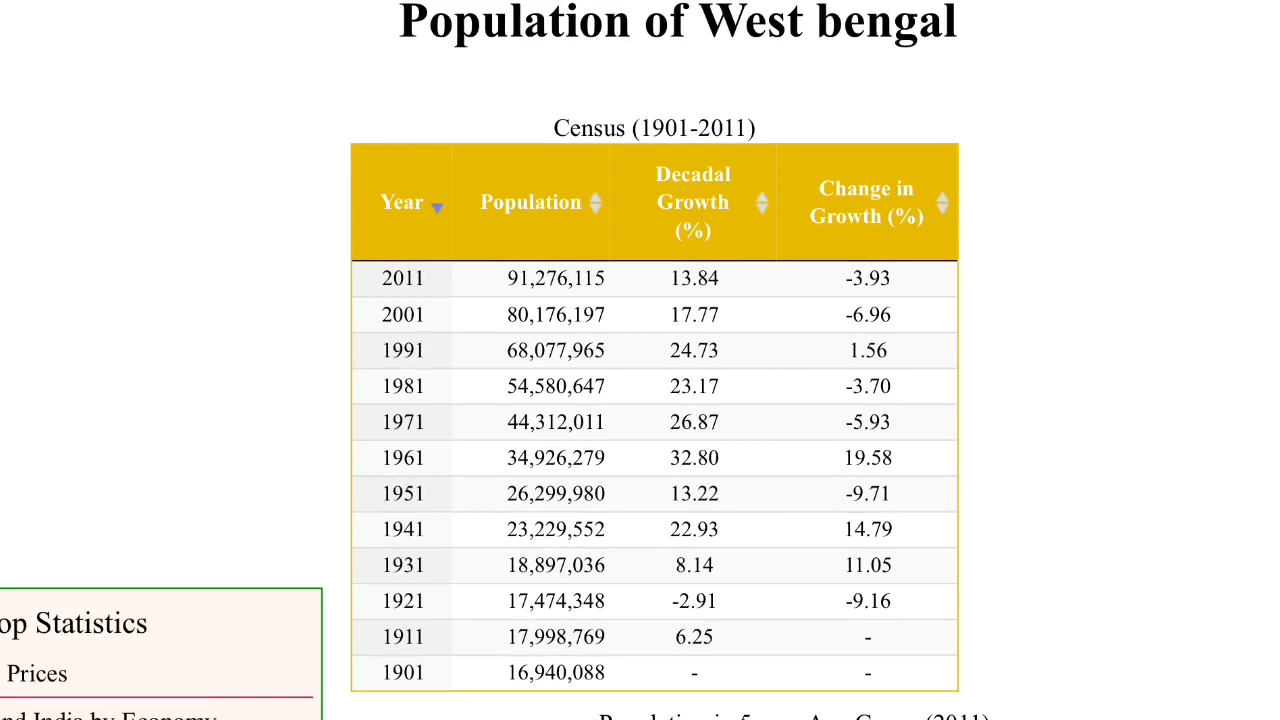 Population of West bengal
Census (1901-2011)
Year Population Decadal Growth (%) Change in Growth (%)
2011 91,276,115 13.84 -3.93
2001 80,176,197 17.77 -6.96
1991 68,077,965 24.73 1.56
1981 54,580,647 23.17 -3.70
1971 44,312,011 26.87 -5.93
1961 34,926,279 32.80 19.58
1951 26,299,980 13.22 -9.71
1941 23,229,552 22.93 14.79
1931 18,897,036 8.14 11.05
1921 17,474,348 -2.91 -9.16
1911 17,998,769 6.25 -
1901 16,940,088 - -
op Statistics
Prices
nd India by Economy